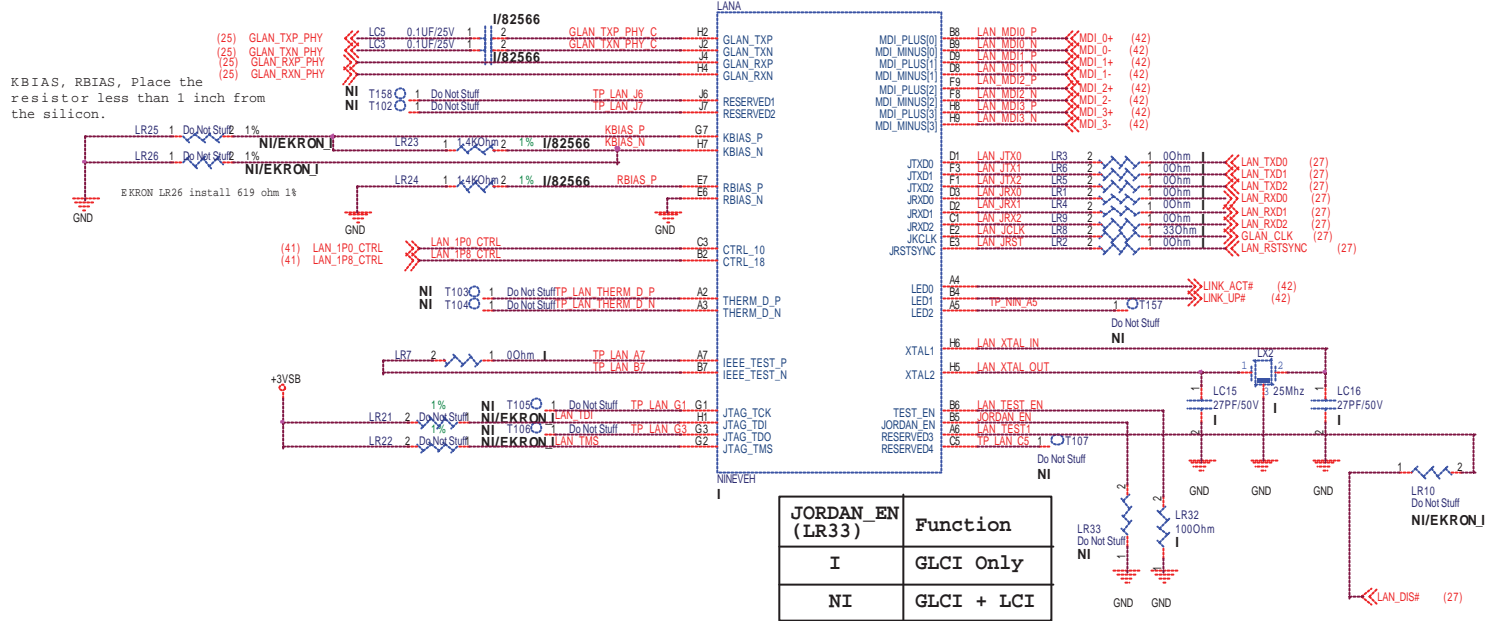 LANA
(25) GLAN_TXP_PHY LC5 0.1UF/25V 1 2 I/82566 GLAN_TXP_PHY_C H2 GLAN_TXP
(25) GLAN_TXN_PHY LC3 0.1UF/25V 1 2 GLAN_TXN_PHY_C J2 GLAN_TXN
I/82566
(25) GLAN_RXP_PHY J4 GLAN_RXP
(25) GLAN_RXN_PHY H4 GLAN_RXN
KBIAS, RBIAS, Place the
resistor less than 1 inch from
the silicon.
NI T158 1 Do Not Stuff TP_LAN_J6 J6 RESERVED1
NI T102 1 Do Not Stuff TP_LAN_J7 J7 RESERVED2
LR25 1 Do Not Stuff 2 1% NI/EKRON_I
KBIAS_P G7 KBIAS_P
LR23 1 1.4KOhm 2 1% I/82566 KBIAS_N H7 KBIAS_N
LR26 1 Do Not Stuff 2 1% NI/EKRON_I
EKRON LR26 install 619 ohm 1%
GND
LR24 1 1.4KOhm 2 1% I/82566 RBIAS_P E7 RBIAS_P
E6 RBIAS_N
GND
GND
(41) LAN_1P0_CTRL LAN_1P0_CTRL C3 CTRL_10
(41) LAN_1P8_CTRL LAN_1P8_CTRL B2 CTRL_18
NI T103 1 Do Not Stuff TP_LAN_THERM_D_P A2 THERM_D_P
NI T104 1 Do Not Stuff TP_LAN_THERM_D_N A3 THERM_D_N
LR7 2 1 0Ohm I TP_LAN_A7 A7 IEEE_TEST_P
TP_LAN_B7 B7 IEEE_TEST_N
+3VSB
NI T105 1 Do Not Stuff TP_LAN_G1 G1 JTAG_TCK
LR21 1 Do Not Stuff 2 1% NI/EKRON_I LAN_TDI H1 JTAG_TDI
NI T106 1 Do Not Stuff TP_LAN_G3 G3 JTAG_TDO
LR22 1 Do Not Stuff 2 1% NI/EKRON_I LAN_TMS G2 JTAG_TMS
NINEVEH
I
MDI_PLUS[0] B8 LAN_MDI0_P MDI_0+ (42)
MDI_MINUS[0] B9 LAN_MDI0_N MDI_0- (42)
MDI_PLUS[1] D9 LAN_MDI1_P MDI_1+ (42)
MDI_MINUS[1] D8 LAN_MDI1_N MDI_1- (42)
MDI_PLUS[2] F9 LAN_MDI2_P MDI_2+ (42)
MDI_MINUS[2] F8 LAN_MDI2_N MDI_2- (42)
MDI_PLUS[3] H8 LAN_MDI3_P MDI_3+ (42)
MDI_MINUS[3] H9 LAN_MDI3_N MDI_3- (42)
JTXD0 D1 LAN_JTX0 LR3 2 1 0Ohm I LAN_TXD0 (27)
JTXD1 F3 LAN_JTX1 LR6 2 1 0Ohm I LAN_TXD1 (27)
JTXD2 F1 LAN_JTX2 LR5 2 1 0Ohm I LAN_TXD2 (27)
JRXD0 D3 LAN_JRX0 LR1 2 1 0Ohm I LAN_RXD0 (27)
JRXD1 D2 LAN_JRX1 LR4 2 1 0Ohm I LAN_RXD1 (27)
JRXD2 C1 LAN_JRX2 LR9 2 1 0Ohm I LAN_RXD2 (27)
JKCLK E2 LAN_JCLK LR8 2 1 33Ohm I GLAN_CLK (27)
JRSTSYNC E3 LAN_JRST LR2 2 1 0Ohm I LAN_RSTSYNC (27)
LED0 A4 LINK_ACT# (42)
LED1 B4 LINK_UP# (42)
LED2 A5 TP_NIN_A5 1 T157
Do Not Stuff
NI
XTAL1 H6 LAN_XTAL_IN
XTAL2 H5 LAN_XTAL_OUT
LX2
1 2
3 25Mhz
I
1 LC15
27PF/50V
2 I
1 LC16
27PF/50V
2 I
GND GND GND
TEST_EN B6 LAN_TEST_EN
JORDAN_EN B5 JORDAN_EN
RESERVED3 A6 LAN_TEST1
RESERVED4 C5 TP_LAN_C5 1 T107
Do Not Stuff
NI
2 LR33
Do Not Stuff
NI
1
GND
2 LR32
100Ohm
I
1
GND
1 2
LR10
Do Not Stuff
NI/EKRON_I
LAN_DIS# (27)
JORDAN_EN (LR33) Function
I GLCI Only
NI GLCI + LCI